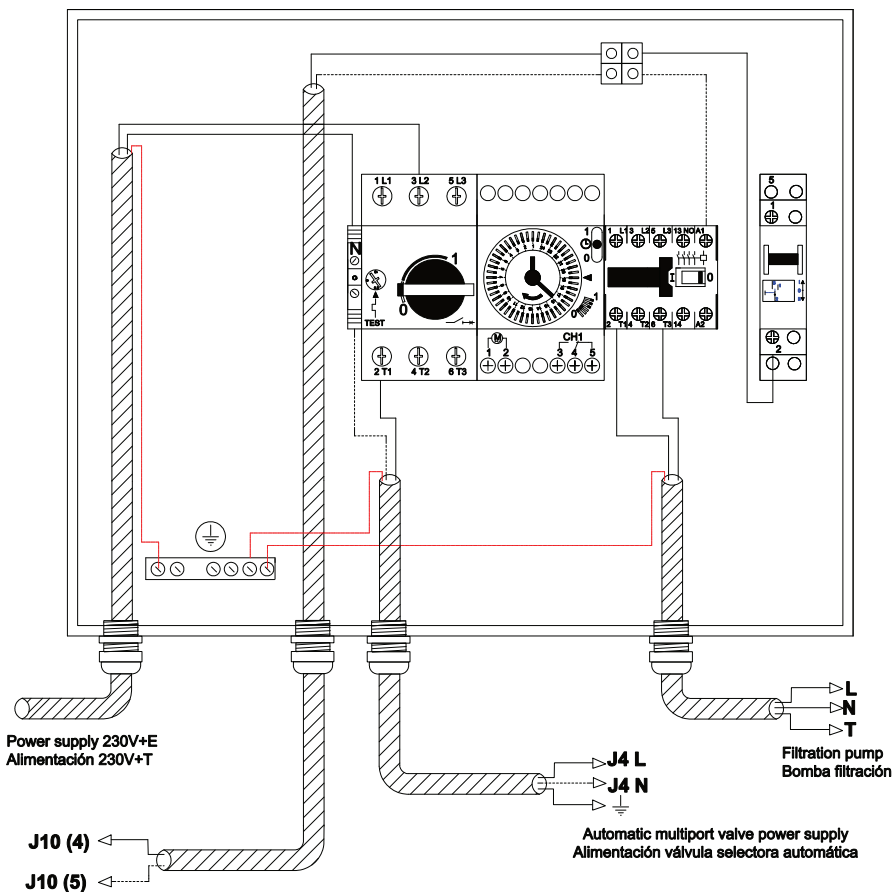 1 L1 3 L2 5 L3
N
1
0
TEST
2 T1 4 T2 6 T3
1
0
0 1
M
CH1
1 2 3 4 5
1 L1 3 L2 5 L3 13 NO A1
I 0
2 T1 4 T2 6 T3 14 A2
5
1
2
Power supply 230V+E
Alimentación 230V+T
J10 (4)
J10 (5)
J4 L
J4 N
Automatic multiport valve power supply
Alimentación válvula selectora automática
L
N
T
Filtration pump
Bomba filtración